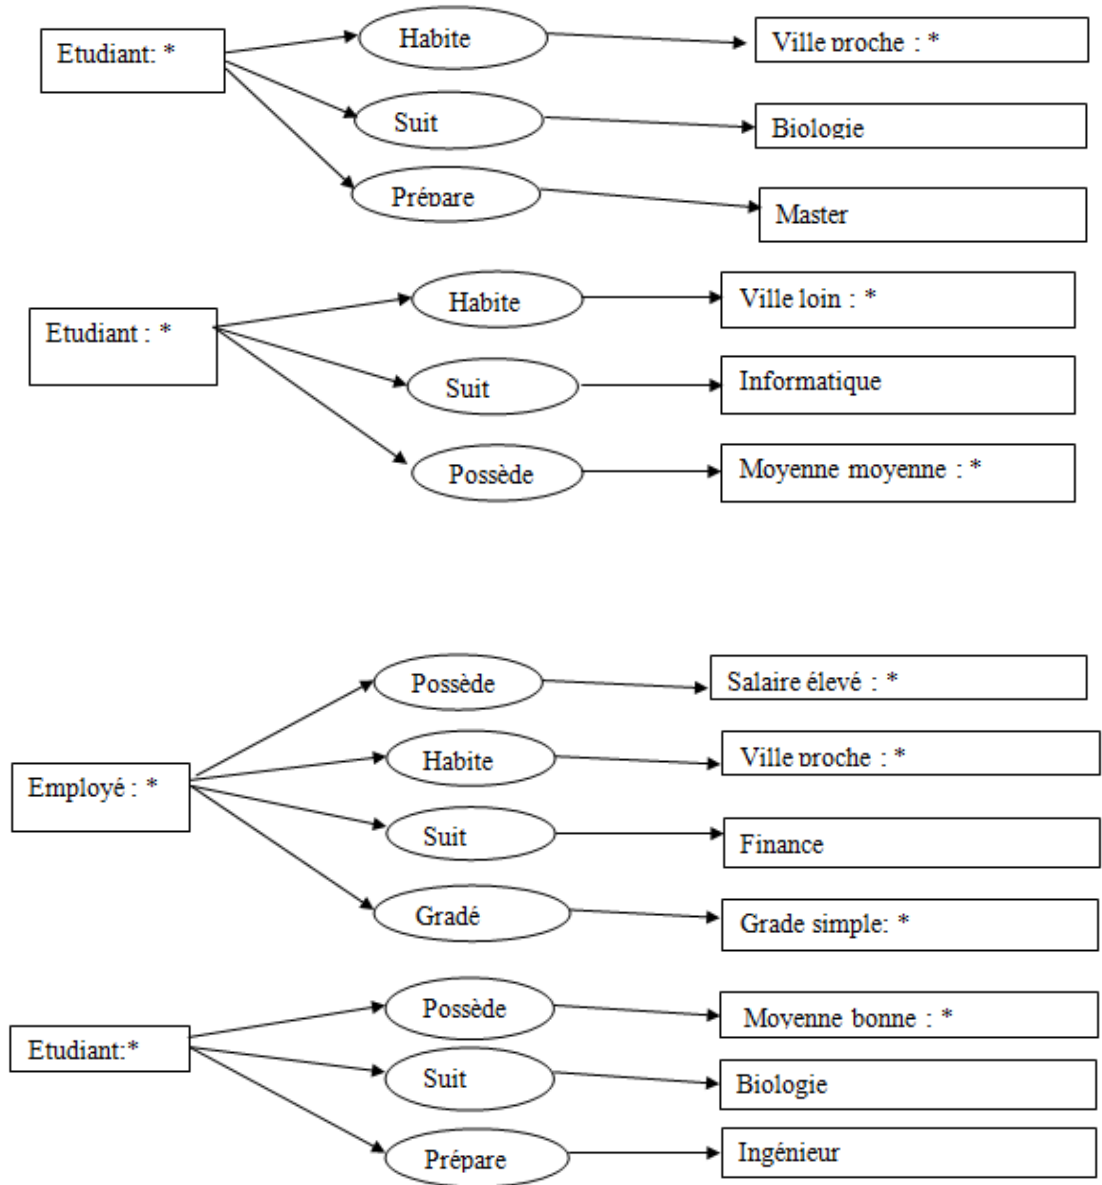 Etudiant: *
Habite
Ville proche : *
Suit
Biologie
Prépare
Master
Etudiant : *
Habite
Ville loin : *
Suit
Informatique
Possède
Moyenne moyenne : *
Employé : *
Possède
Salaire élevé : *
Habite
Ville proche : *
Suit
Finance
Gradé
Grade simple: *
Etudiant:*
Possède
Moyenne bonne : *
Suit
Biologie
Prépare
Ingénieur